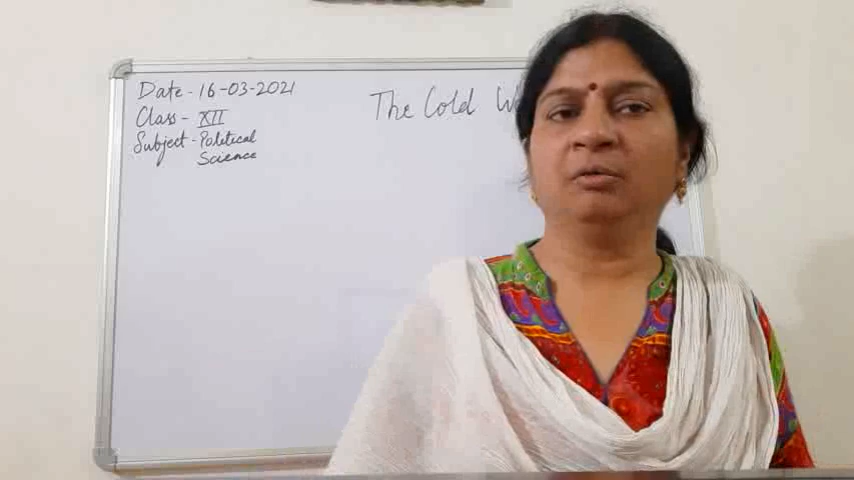 Date - 16-03-2021
The Cold
Class - XII
Subject - Political
Science